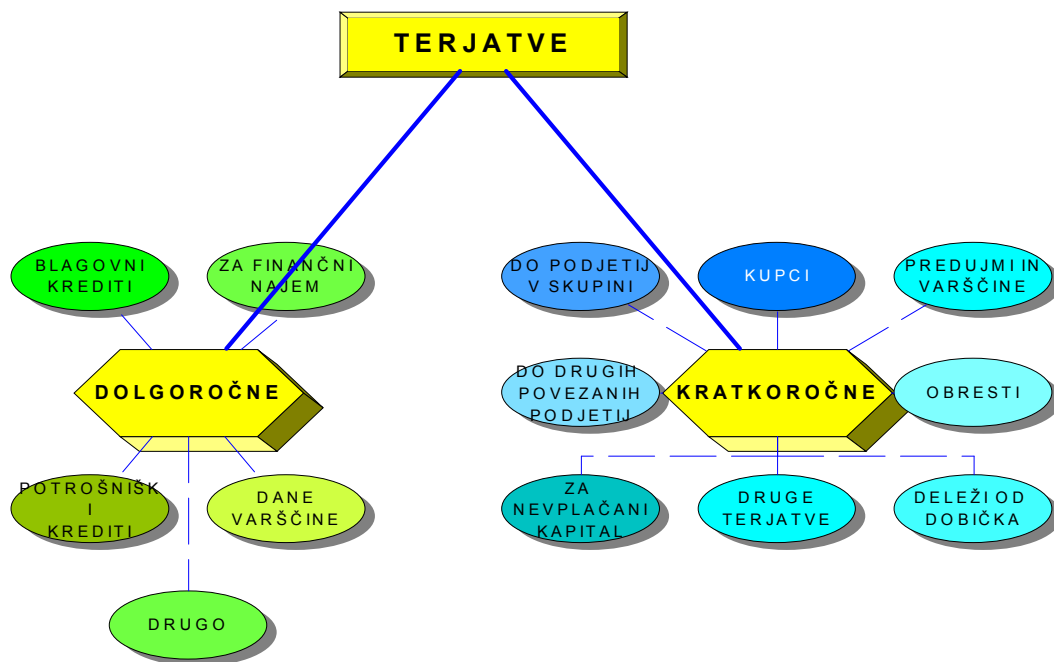 TERJATVE
BLAGOVNI
KREDITI
ZA FINANČNI
NAJEM
DO PODJETIJ
V SKUPINI
KUPCI
PREDUJMI IN
VARŠČINE
DOLGOROČNE
DO DRUGIH
POVEZANIH
PODJETIJ
KRATKOROČNE
OBRESTI
POTROŠNIŠK
I
KREDITI
DANE
VARŠČINE
ZA
NEVPLAČANI
KAPITAL
DRUGE
TERJATVE
DELEŽI OD
DOBIČKA
DRUGO